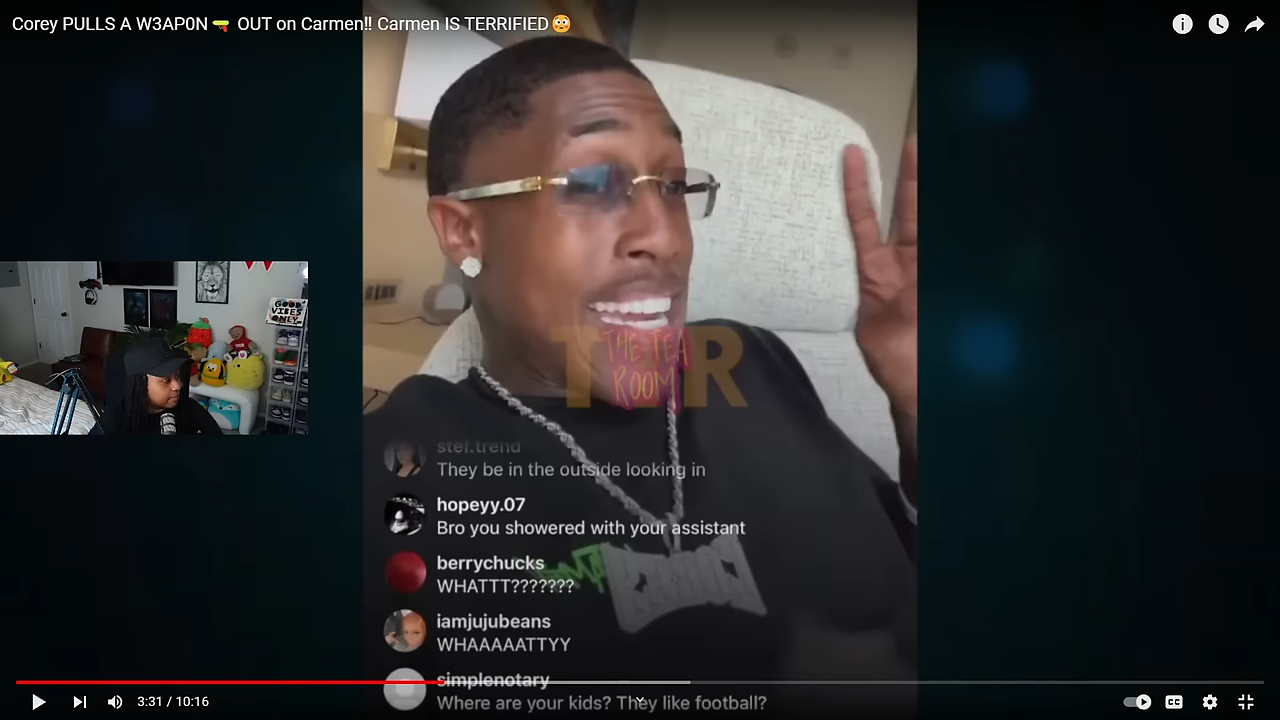 Corey PULLS A W3AP0N🔫 OUT on Carmen!! Carmen IS TERRIFIED😳
GOOD
VIBES
ONLY
T R
THE TEA
ROOM
stef.trend
They be in the outside looking in
hopeyy.07
Bro you showered with your assistant
berrychucks
WHATTT???????
iamjujubeans
WHAAAAATTYY
simplenotary
Where are your kids? They like football?
3:31 / 10:16
CC